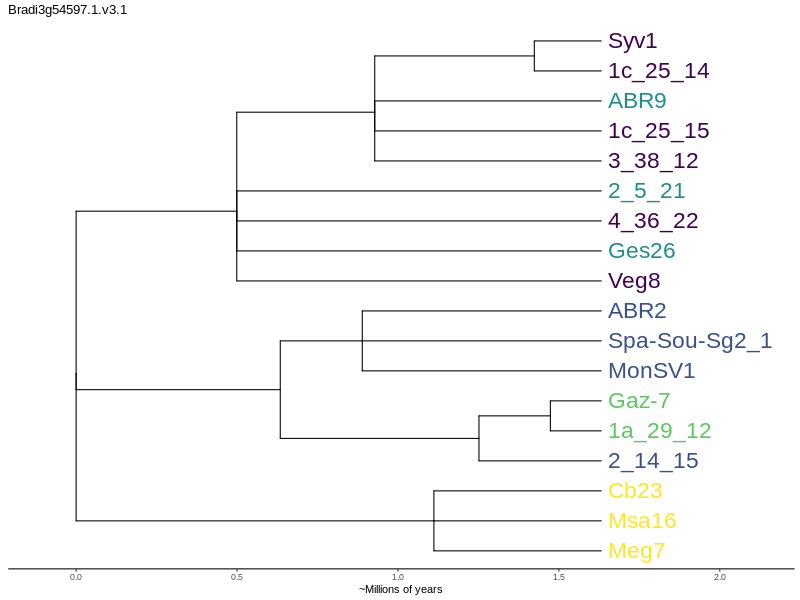 Bradi3g54597.1.v3.1
Syv1
1c_25_14
ABR9
1c_25_15
3_38_12
2_5_21
4_36_22
Ges26
Veg8
ABR2
Spa-Sou-Sg2_1
MonSV1
Gaz-7
1a_29_12
2_14_15
Cb23
Msa16
Meg7
0.0 0.5 1.0 1.5 2.0
~Millions of years